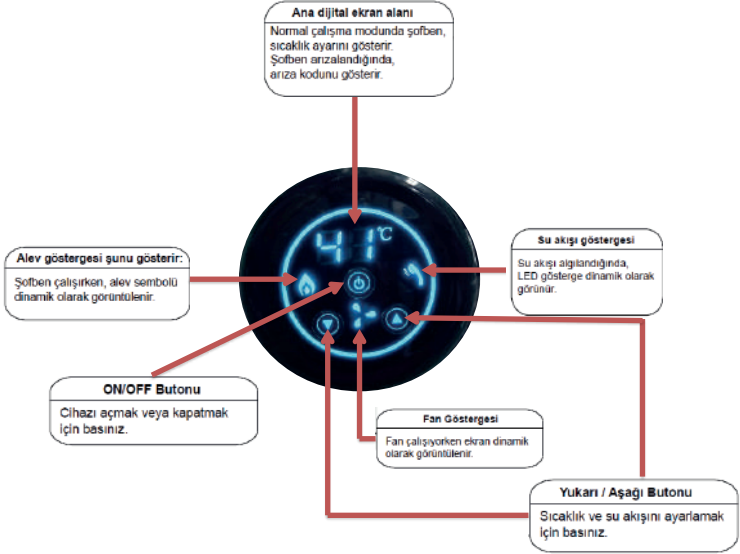 Ana dijital ekran alanı
Normal çalışma modunda şofben,
sıcaklık ayarını gösterir.
Şofben arızalandığında,
arıza kodunu gösterir.
41°C
Alev göstergesi şunu gösterir:
Şofben çalışırken, alev sembolü
dinamik olarak görüntülenir.
Su akışı göstergesi
Su akışı algılandığında,
LED gösterge dinamik olarak
görünür.
ON/OFF Butonu
Cihazı açmak veya kapatmak
için basınız.
Fan Göstergesi
Fan çalışıyorken ekran dinamik
olarak görüntülenir.
Yukarı / Aşağı Butonu
Sıcaklık ve su akışını ayarlamak
için basınız.